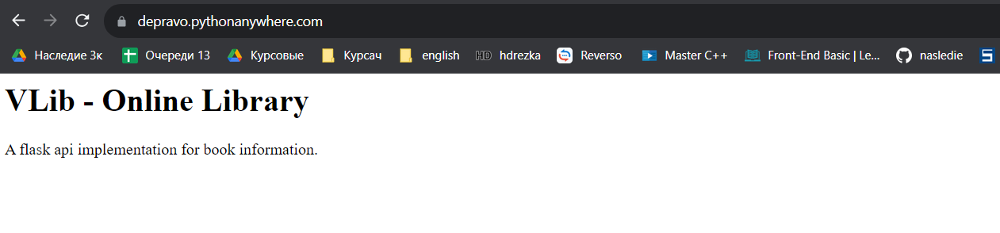 depravo.pythonanywhere.com
Наследие 3к Очереди 13 Курсовые Курсач english HD hdrezka Reverso Master C++ Front-End Basic | Le... nasledie S
VLib - Online Library
A flask api implementation for book information.